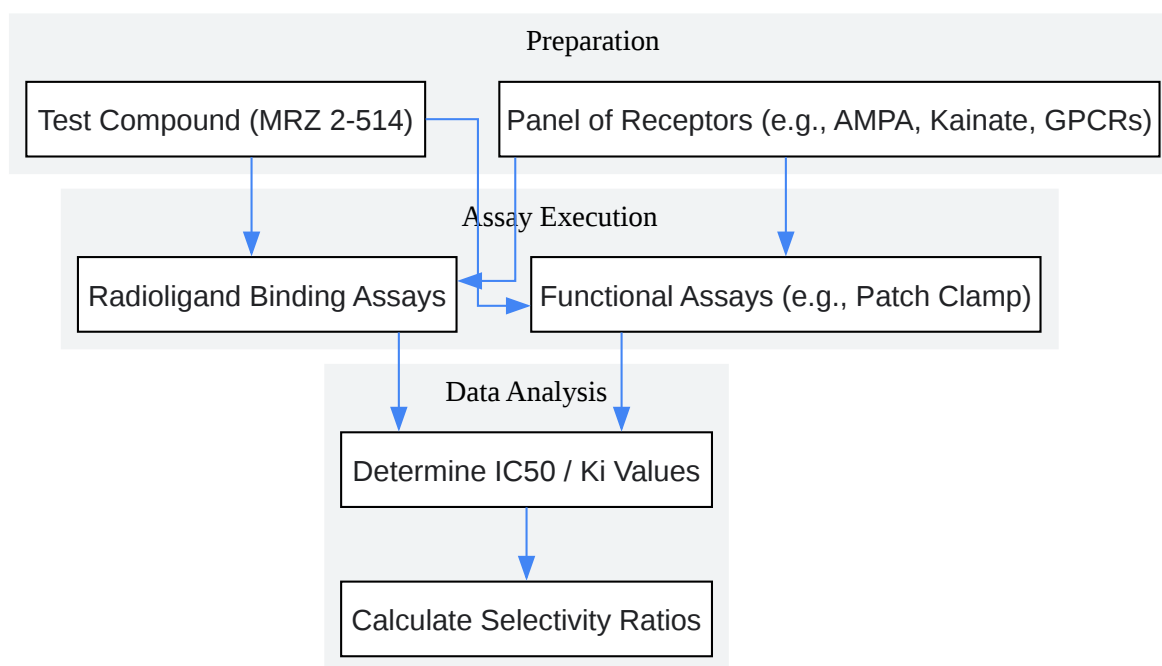 Preparation
Test Compound (MRZ 2-514)
Panel of Receptors (e.g., AMPA, Kainate, GPCRs)
Assay Execution
Radioligand Binding Assays
Functional Assays (e.g., Patch Clamp)
Data Analysis
Determine IC50 / Ki Values
Calculate Selectivity Ratios